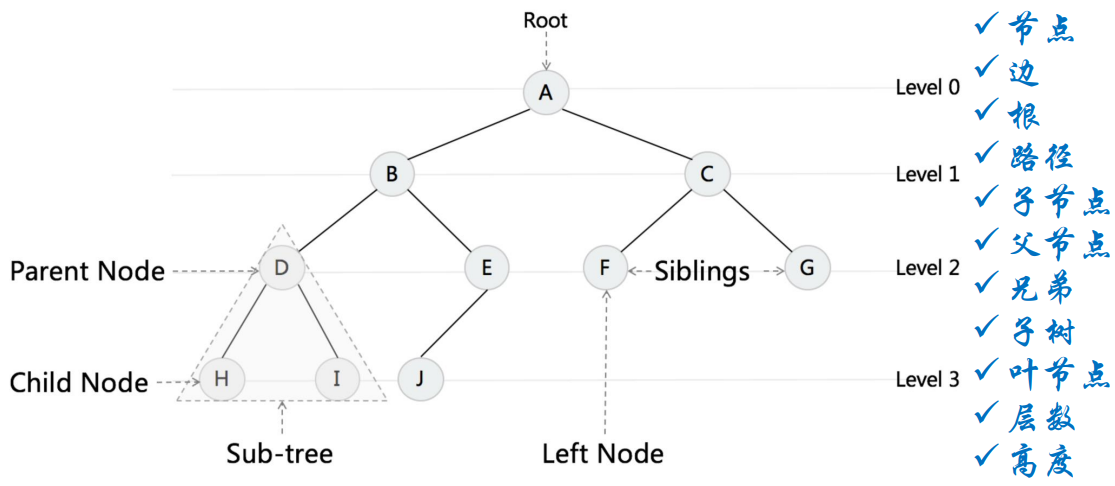 Root
A
Level 0
B
C
Level 1
Parent Node
D
E
F
Siblings
G
Level 2
Child Node
H
I
J
Level 3
Sub-tree
Left Node
✓ 节点
✓ 边
✓ 根
✓ 路径
✓ 子节点
✓ 父节点
✓ 兄弟
✓ 子树
✓ 叶节点
✓ 层数
✓ 高度